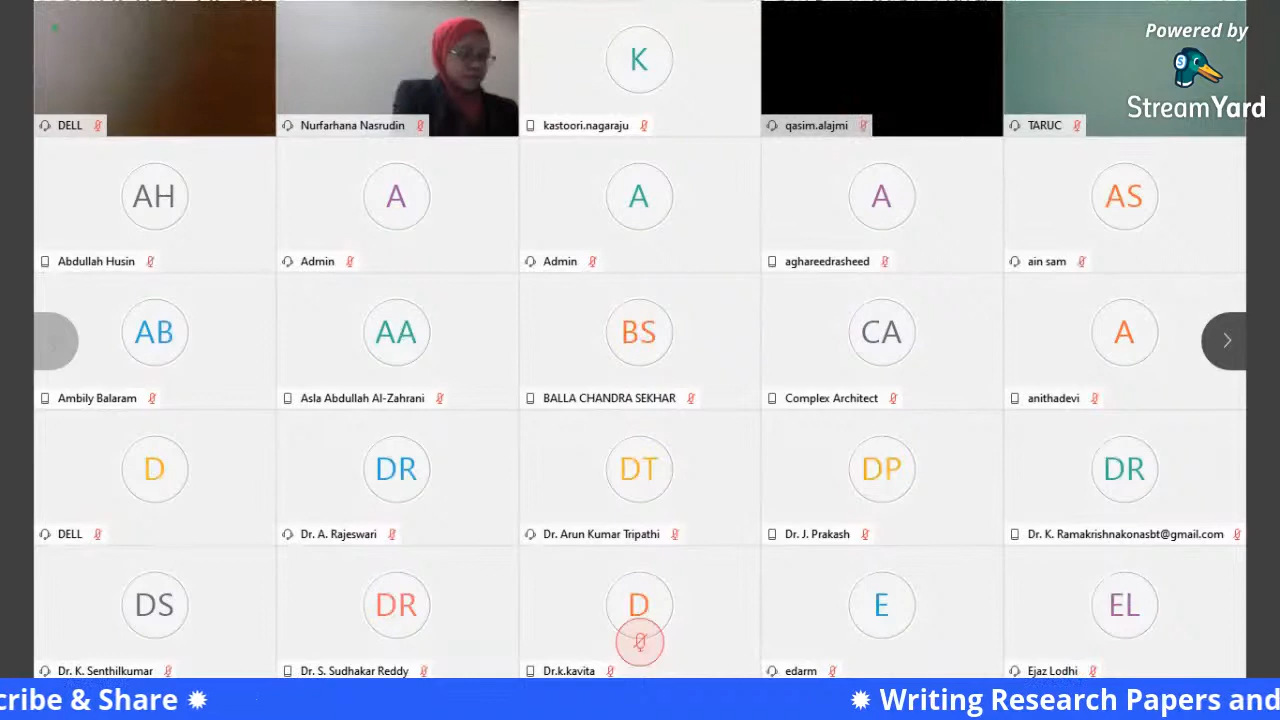 Powered by
StreamYard
DELL
Nurfarhana Nasrudin
K
kastoori.nagaraju
qasim.alajmi
TARUC
AH
A
A
A
AS
Abdullah Husin
Admin
Admin
aghareedrasheed
ain sam
AB
AA
BS
CA
A
Ambily Balaram
Asla Abdullah Al-Zahrani
BALLA CHANDRA SEKHAR
Complex Architect
anithadevi
D
DR
DT
DP
DR
DELL
Dr. A. Rajeswari
Dr. Arun Kumar Tripathi
Dr. J. Prakash
Dr. K. Ramakrishnakonasbt@gmail.com
DS
DR
D
E
EL
Dr. K. Senthilkumar
Dr. S. Sudhakar Reddy
Dr.k.kavita
edarm
Ejaz Lodhi
cribe & Share ✹ ✹ Writing Research Papers and